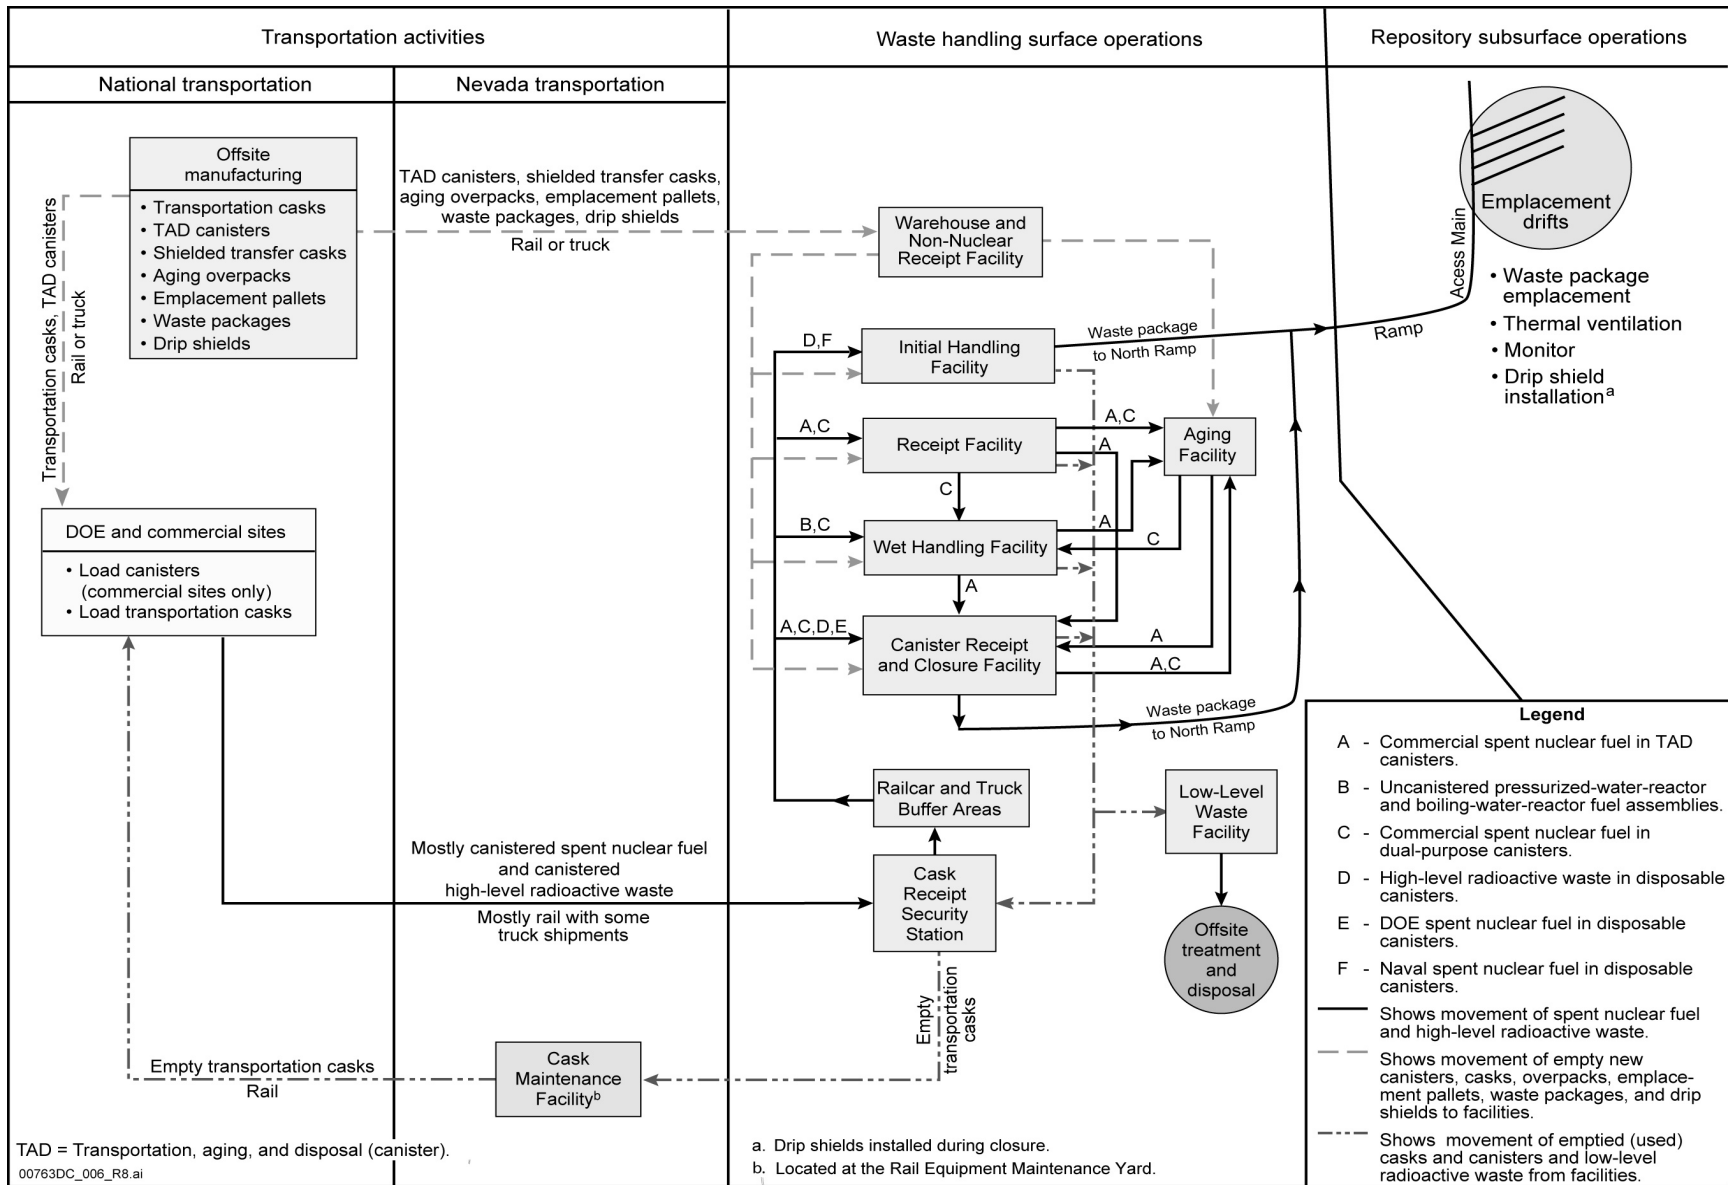 Transportation activities
Waste handling surface operations
Repository subsurface operations
National transportation
Nevada transportation
Offsite
manufacturing
• Transportation casks
• TAD canisters
• Shielded transfer casks
• Aging overpacks
• Emplacement pallets
• Waste packages
• Drip shields
Transportation casks, TAD canisters
Rail or truck
TAD canisters, shielded transfer casks,
aging overpacks, emplacement pallets,
waste packages, drip shields
Rail or truck
DOE and commercial sites
• Load canisters
(commercial sites only)
• Load transportation casks
Mostly canistered spent nuclear fuel
and canistered
high-level radioactive waste
Mostly rail with some
truck shipments
Empty transportation casks
Rail
Cask
Maintenance
Facilityb
Warehouse and
Non-Nuclear
Receipt Facility
D,F
Initial Handling
Facility
Waste package
to North Ramp
A,C
Receipt Facility
A,C
A
Aging
Facility
C
B,C
Wet Handling Facility
A
C
A
A,C,D,E
Canister Receipt
and Closure Facility
A
A,C
Waste package
to North Ramp
Railcar and Truck
Buffer Areas
Low-Level
Waste
Facility
Cask
Receipt
Security
Station
Offsite
treatment
and
disposal
Empty
transportation
casks
Emplacement
drifts
Acess Main
Ramp
• Waste package
emplacement
• Thermal ventilation
• Monitor
• Drip shield
installationa
Legend
A - Commercial spent nuclear fuel in TAD
canisters.
B - Uncanistered pressurized-water-reactor
and boiling-water-reactor fuel assemblies.
C - Commercial spent nuclear fuel in
dual-purpose canisters.
D - High-level radioactive waste in disposable
canisters.
E - DOE spent nuclear fuel in disposable
canisters.
F - Naval spent nuclear fuel in disposable
canisters.
Shows movement of spent nuclear fuel
and high-level radioactive waste.
Shows movement of empty new
canisters, casks, overpacks, emplace-
ment pallets, waste packages, and drip
shields to facilities.
Shows movement of emptied (used)
casks and canisters and low-level
radioactive waste from facilities.
TAD = Transportation, aging, and disposal (canister).
00763DC_006_R8.ai
a. Drip shields installed during closure.
b. Located at the Rail Equipment Maintenance Yard.